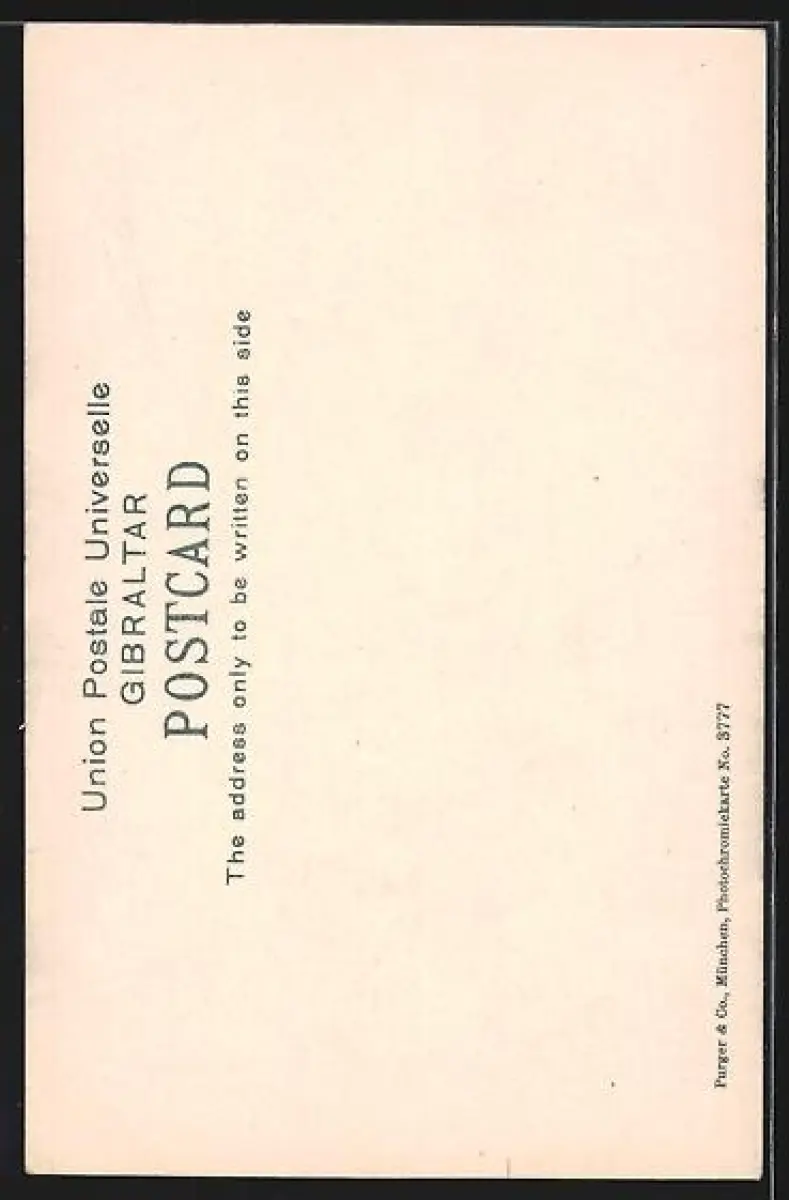 Union Postale Universelle
GIBRALTAR
POSTCARD
The address only to be written on this side
Purger & Co., München, Photochromiekarte No. 3777